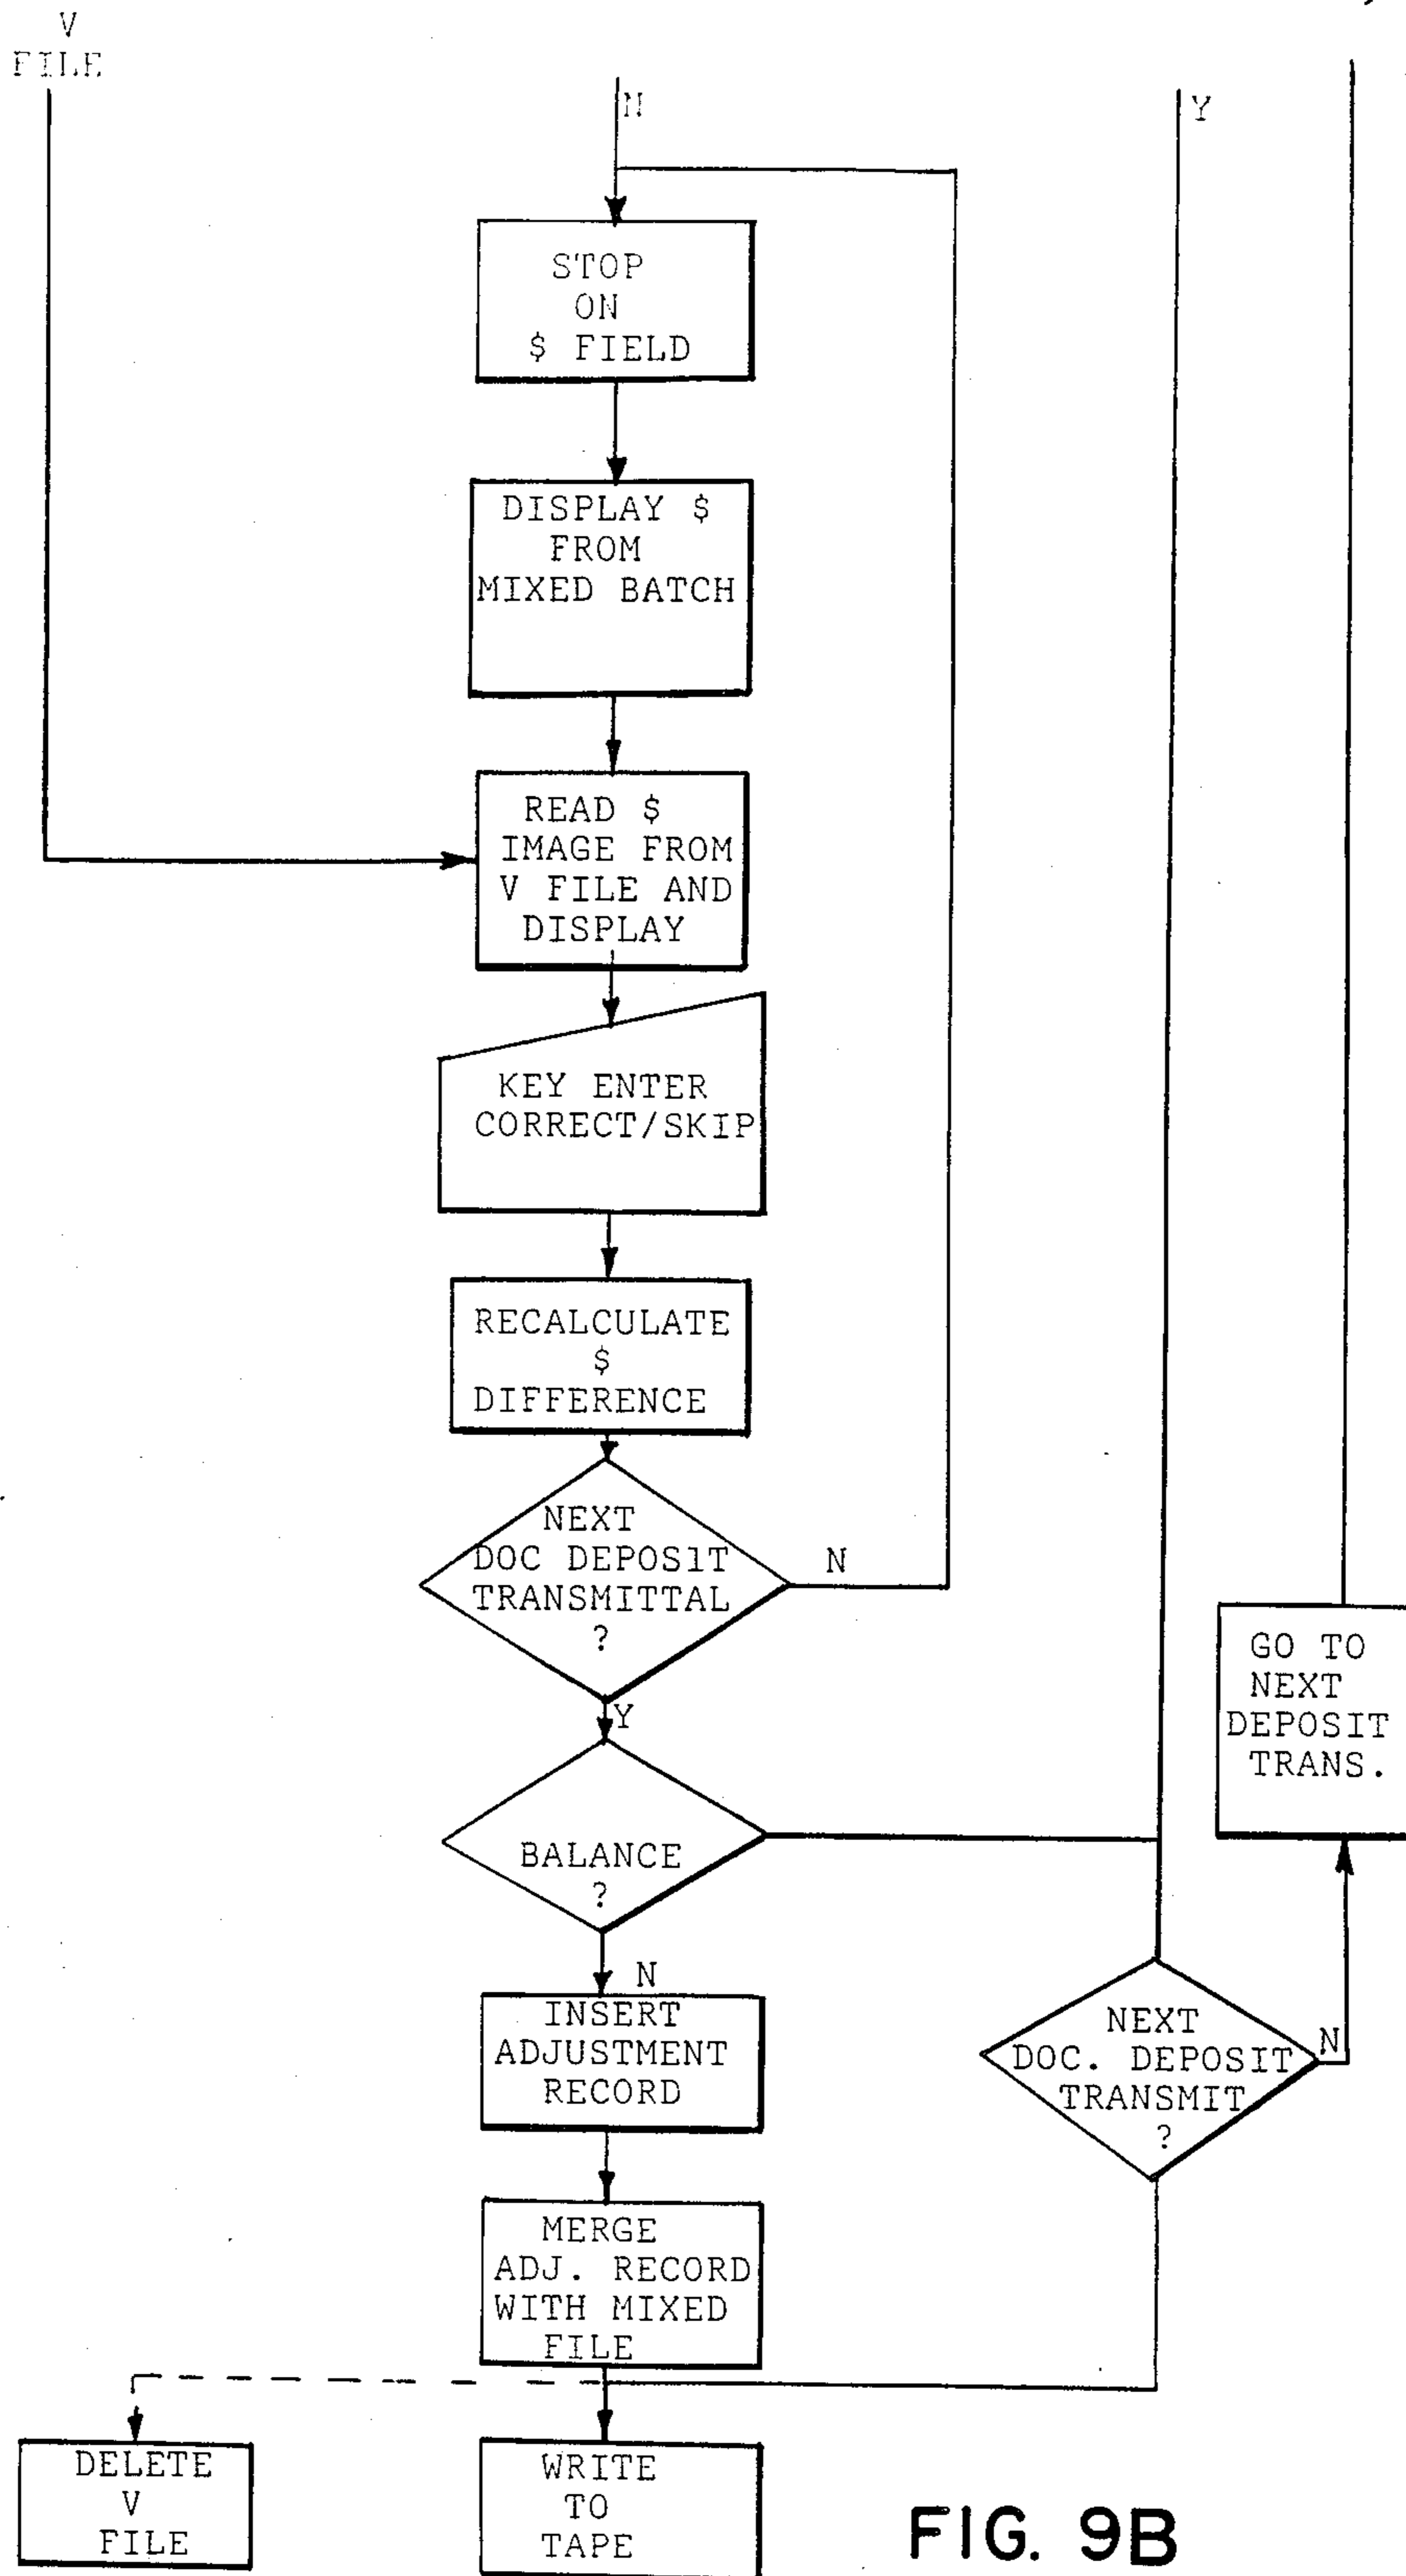 V
FILE
N
Y
STOP
ON
$ FIELD
DISPLAY $
FROM
MIXED BATCH
READ $
IMAGE FROM
V FILE AND
DISPLAY
KEY ENTER
CORRECT/SKIP
RECALCULATE
$
DIFFERENCE
NEXT
DOC DEPOSIT
TRANSMITTAL
?
N
Y
GO TO
NEXT
DEPOSIT
TRANS.
BALANCE
?
N
INSERT
ADJUSTMENT
RECORD
NEXT
DOC. DEPOSIT
TRANSMIT
?
N
MERGE
ADJ. RECORD
WITH MIXED
FILE
DELETE
V
FILE
WRITE
TO
TAPE
FIG. 9B